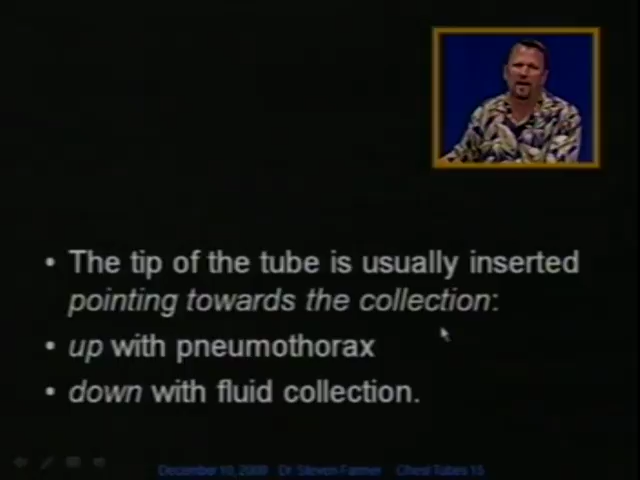 • The tip of the tube is usually inserted
pointing towards the collection:
• up with pneumothorax
• down with fluid collection.
December 10, 2008 Dr. Steven Farmer Chest Tubes 15